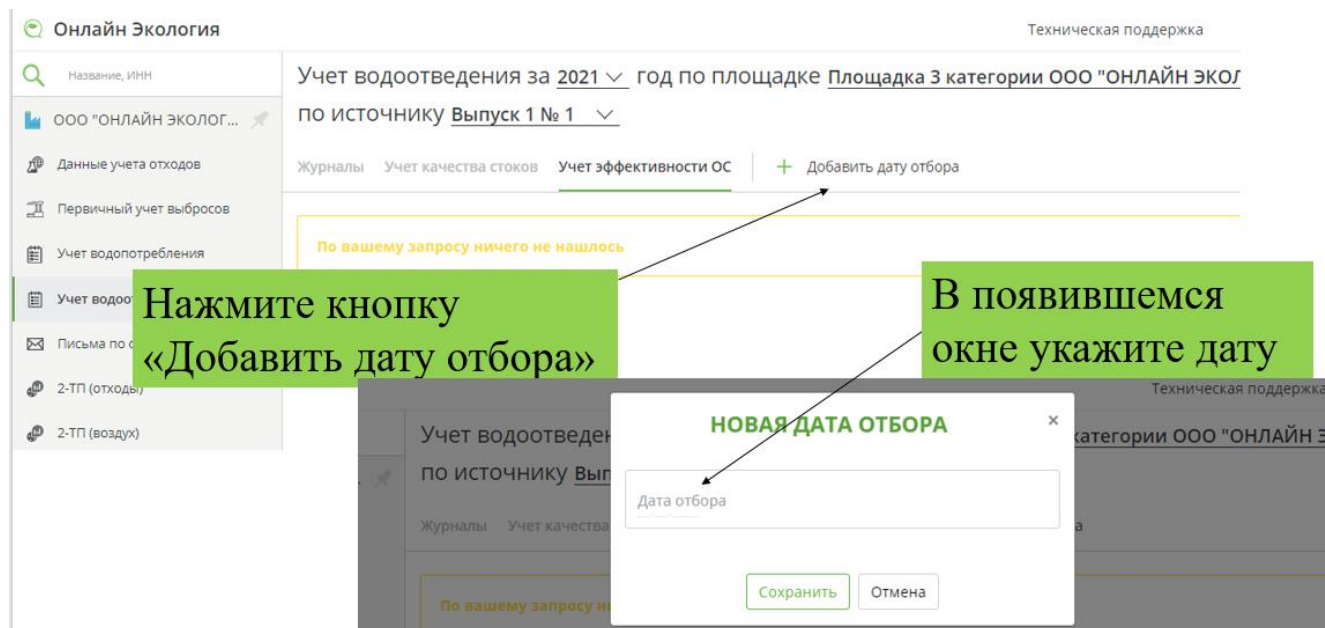 Онлайн Экология
Техническая поддержка
Название, ИНН
ООО "ОНЛАЙН ЭКОЛОГ...
Данные учета отходов
Первичный учет выбросов
Учет водопотребления
Учет водоо
Письма по
2-ТП (отходы)
2-ТП (воздух)
Учет водоотведения за 2021 год по площадке Площадка 3 категории ООО "ОНЛАЙН ЭКОЛ
по источнику Выпуск 1 № 1
Журналы Учет качества стоков Учет эффективности ОС + Добавить дату отбора
По вашему запросу ничего не нашлось
Нажмите кнопку
«Добавить дату отбора»
В появившемся
окне укажите дату
Техническая поддержка
Учет водоотведен
категории ООО "ОНЛАЙН Э
по источнику Вып
Журналы Учет качества
а
По вашему запросу н
НОВАЯ ДАТА ОТБОРА ×
Дата отбора
Сохранить Отмена